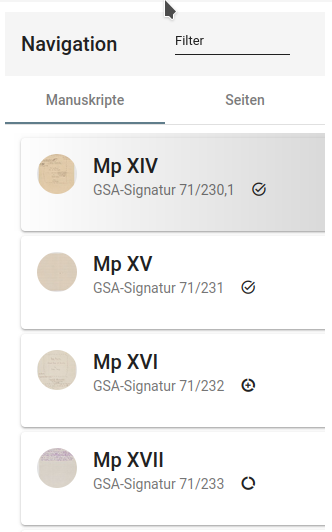 Navigation
Filter
Manuskripte
Seiten
Mp XIV
GSA-Signatur 71/230,1
Mp XV
GSA-Signatur 71/231
Mp XVI
GSA-Signatur 71/232
Mp XVII
GSA-Signatur 71/233